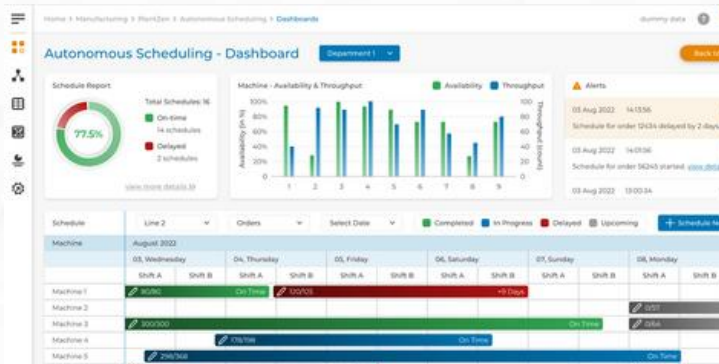 Home > Manufacturing > PlantZen > Autonomous Scheduling > Dashboards
dummy data
Autonomous Scheduling - Dashboard
Department 1
Back to
Schedule Report
77.5%
Total Schedules: 16
On-time
14 schedules
Delayed
2 schedules
view more details
Machine - Availability & Throughput
Availability
Throughput
Availability (in %)
100%
80%
60%
40%
20%
1 2 3 4 5 6 7 8 9
100
80
60
40
20
0
Throughput (count)
Alerts
03 Aug 2022 14:13:56
Schedule for order 12434 delayed by 2 days
03 Aug 2022 14:01:56
Schedule for order 56245 started. view deta
03 Aug 2022 13:00:34
Schedule
Line 2
Orders
Select Date
Completed
In Progress
Delayed
Upcoming
+ Schedule N
Machine
August 2022
03, Wednesday
04, Thursday
05, Friday
06, Saturday
07, Sunday
08, Monday
Shift A Shift B Shift A Shift B Shift A Shift B Shift A Shift B Shift A Shift B Shift A Shift B
Machine 1
80/80
On Time
120/105
+9 Days
Machine 2
0/57
Machine 3
300/300
On Time
0/64
Machine 4
178/198
On Time
Machine 5
298/368
On Time